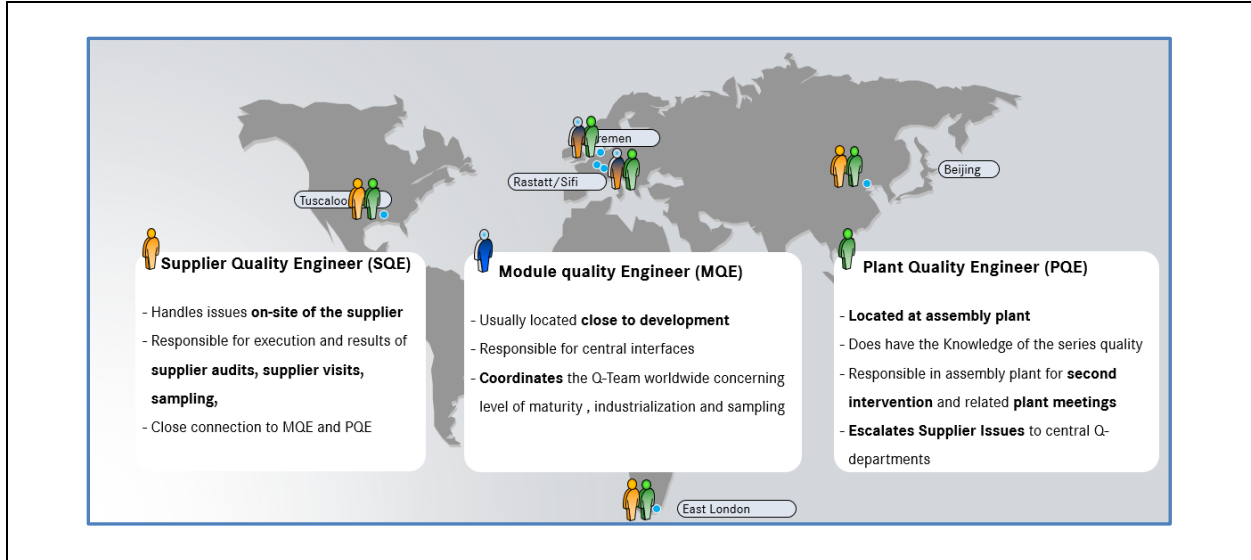 remen
Rastatt/Sifi
Beijing
Tuscaloo
Supplier Quality Engineer (SQE)
- Handles issues on-site of the supplier
- Responsible for execution and results of
supplier audits, supplier visits,
sampling,
- Close connection to MQE and PQE
Module quality Engineer (MQE)
- Usually located close to development
- Responsible for central interfaces
- Coordinates the Q-Team worldwide concerning
level of maturity , industrialization and sampling
Plant Quality Engineer (PQE)
- Located at assembly plant
- Does have the Knowledge of the series quality
- Responsible in assembly plant for second
intervention and related plant meetings
- Escalates Supplier Issues to central Q-
departments
East London